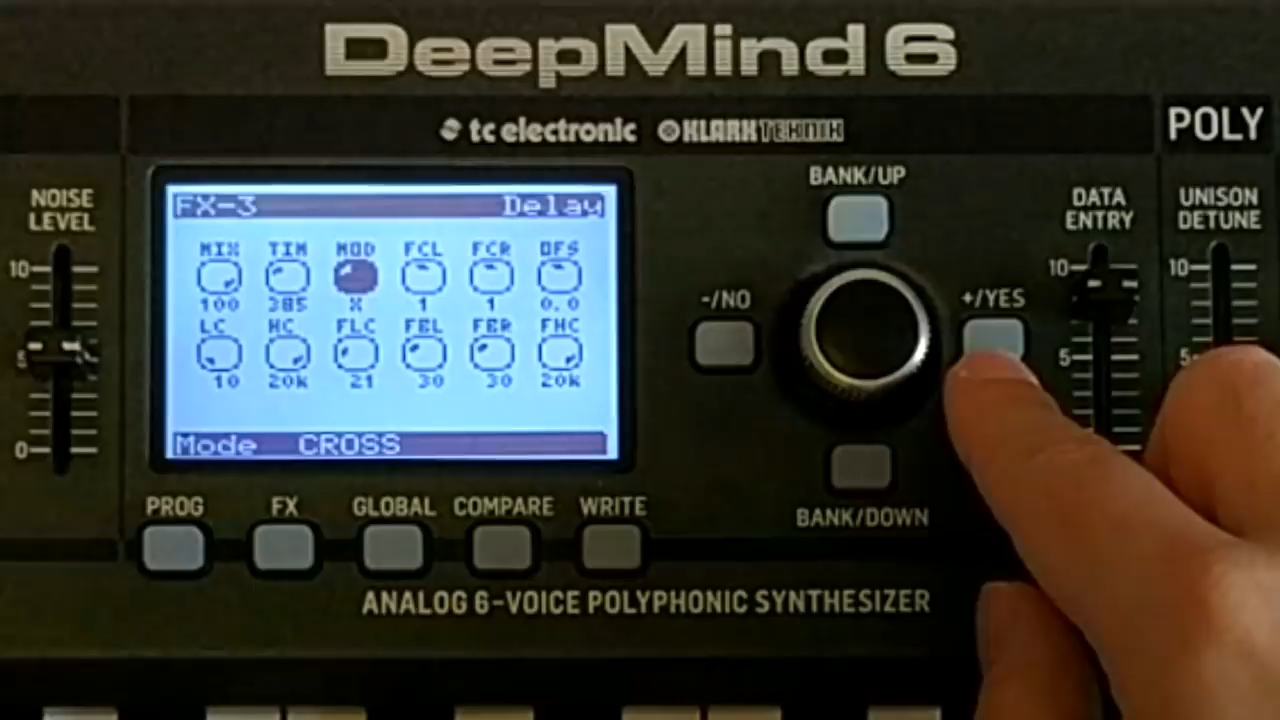 DeepMind 6
tc electronic KLARK TEKNIK
POLY
NOISE LEVEL
10
5
0
FX-3 Delay
MIX TIM MOD FCL FCR OFS
100 385 X 1 1 0.0
LC HC FLC FBL FBR FHC
10 20k 21 30 30 20k
Mode CROSS
BANK/UP
-/NO
+/YES
BANK/DOWN
DATA ENTRY
10
5
UNISON DETUNE
10
5
PROG FX GLOBAL COMPARE WRITE
ANALOG 6-VOICE POLYPHONIC SYNTHESIZER